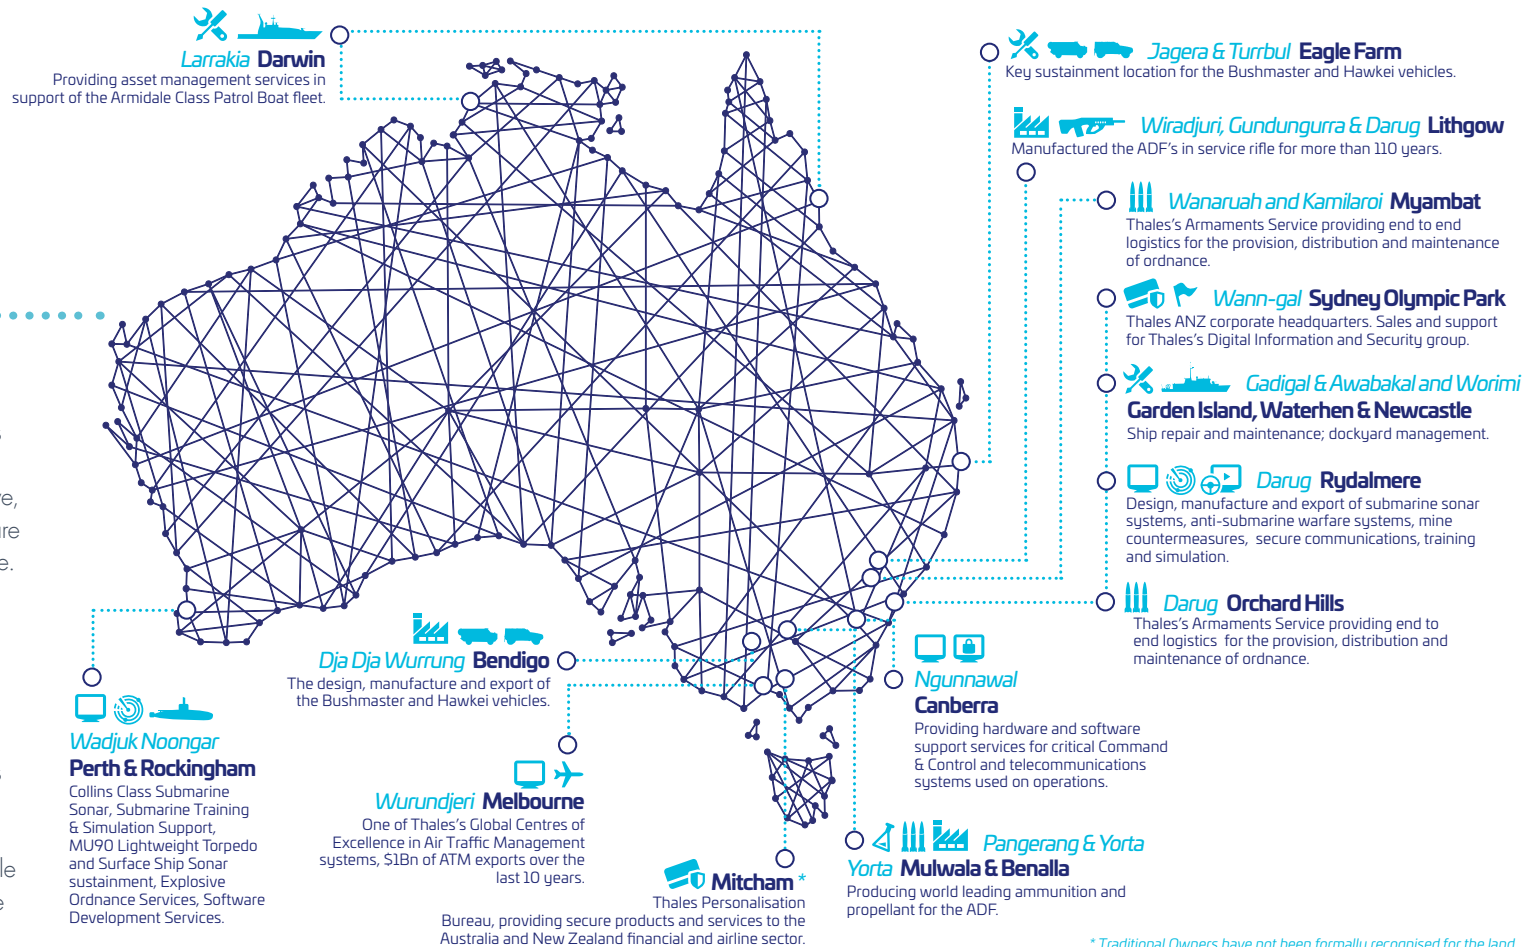 Larrakia Darwin
Providing asset management services in
support of the Armidale Class Patrol Boat fleet.
Jagera & Turrbul Eagle Farm
Key sustainment location for the Bushmaster and Hawkei vehicles.
Wiradjuri, Gundungurra & Darug Lithgow
Manufactured the ADF's in service rifle for more than 110 years.
Wanaruah and Kamilaroi Myambat
Thales's Armaments Service providing end to end
logistics for the provision, distribution and maintenance
of ordnance.
Wann-gal Sydney Olympic Park
Thales ANZ corporate headquarters. Sales and support
for Thales's Digital Information and Security group.
Gadigal & Awabakal and Worimi
Garden Island, Waterhen & Newcastle
Ship repair and maintenance; dockyard management.
Darug Rydalmere
Design, manufacture and export of submarine sonar
systems, anti-submarine warfare systems, mine
countermeasures, secure communications, training
and simulation.
Darug Orchard Hills
Thales's Armaments Service providing end to
end logistics for the provision, distribution and
maintenance of ordnance.
Ngunnawal
Canberra
Providing hardware and software
support services for critical Command
& Control and telecommunications
systems used on operations.
Pangerang & Yorta
Yorta Mulwala & Benalla
Producing world leading ammunition and
propellant for the ADF.
Dja Dja Wurrung Bendigo
The design, manufacture and export of
the Bushmaster and Hawkei vehicles.
Wurundjeri Melbourne
One of Thales's Global Centres of
Excellence in Air Traffic Management
systems, $1Bn of ATM exports over the
last 10 years.
Mitcham *
Thales Personalisation
Bureau, providing secure products and services to the
Australia and New Zealand financial and airline sector.
Wadjuk Noongar
Perth & Rockingham
Collins Class Submarine
Sonar, Submarine Training
& Simulation Support,
MU90 Lightweight Torpedo
and Surface Ship Sonar
sustainment, Explosive
Ordnance Services, Software
Development Services.
* Traditional Owners have not been formally recognised for the land